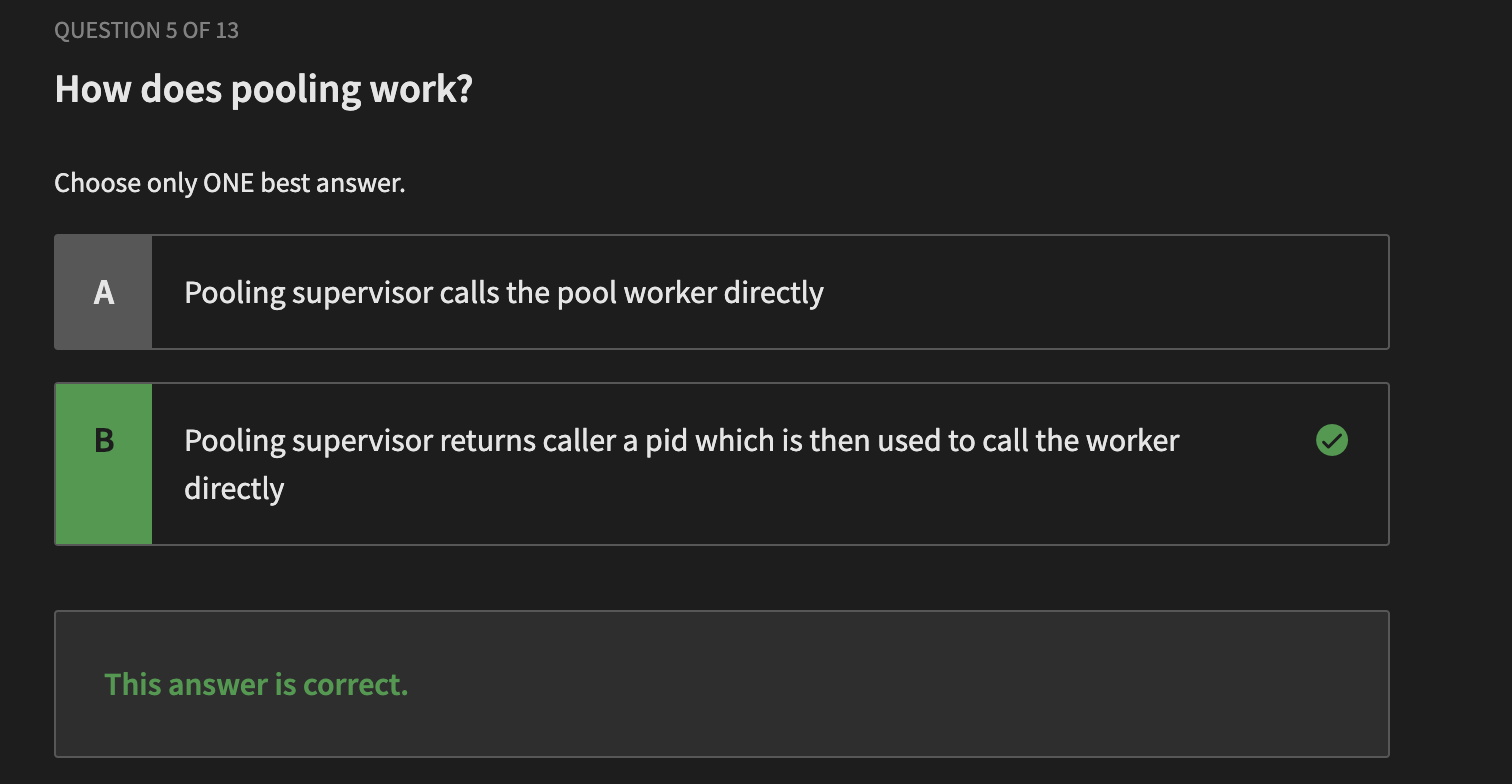 QUESTION 5 OF 13
How does pooling work?
Choose only ONE best answer.
A
Pooling supervisor calls the pool worker directly
B
Pooling supervisor returns caller a pid which is then used to call the worker
directly
This answer is correct.